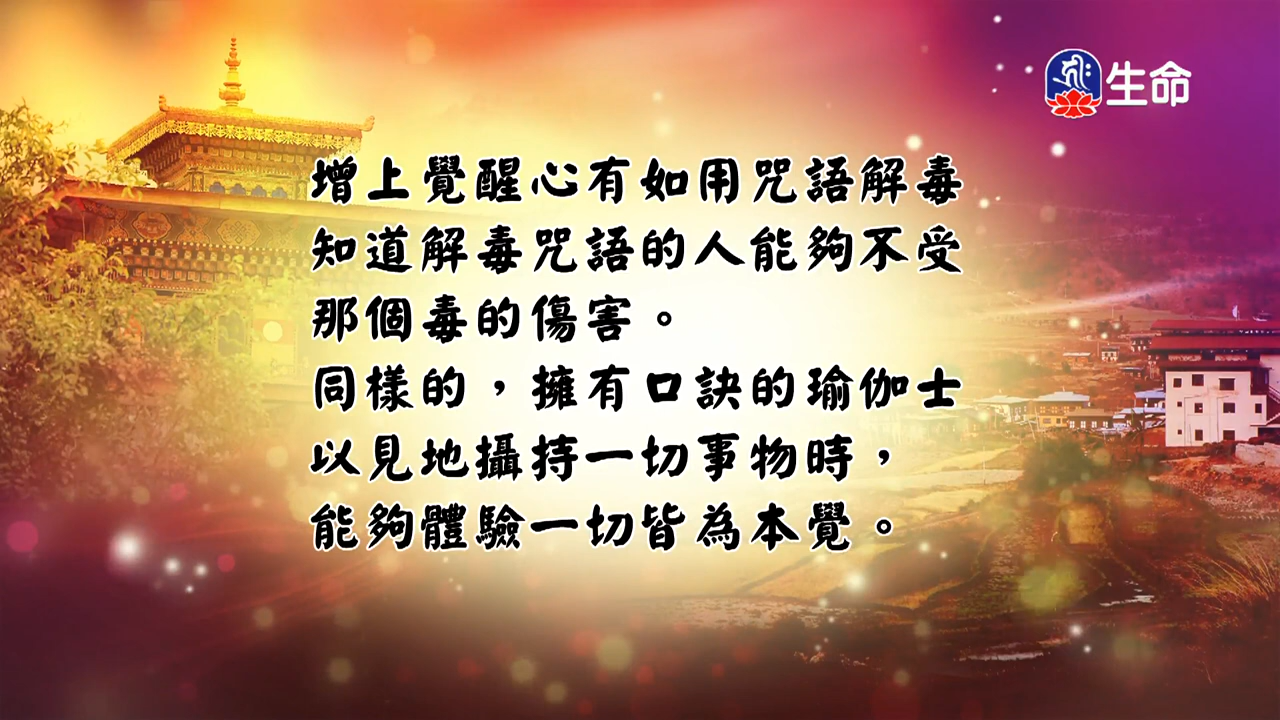 生命
增上覺醒心有如用咒語解毒
知道解毒咒語的人能夠不受
那個毒的傷害。
同樣的，擁有口訣的瑜伽士
以見地攝持一切事物時，
能夠體驗一切皆為本覺。